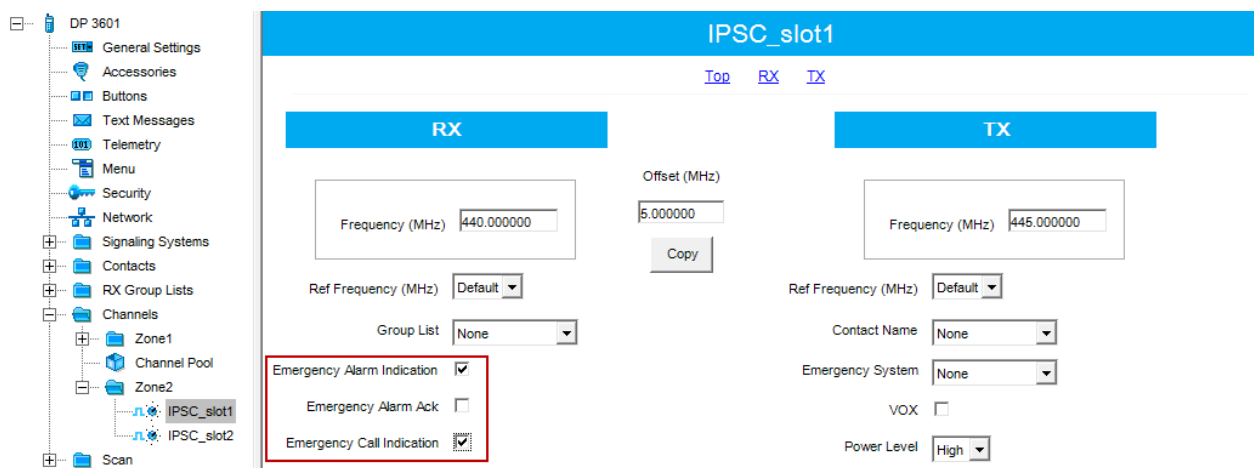 DP 3601
General Settings
Accessories
Buttons
Text Messages
Telemetry
Menu
Security
Network
Signaling Systems
Contacts
RX Group Lists
Channels
Zone1
Channel Pool
Zone2
IPSC_slot1
IPSC_slot2
Scan
IPSC_slot1
Top RX TX
RX
Frequency (MHz) 440.000000
Ref Frequency (MHz) Default
Group List None
Emergency Alarm Indication
Emergency Alarm Ack
Emergency Call Indication
Offset (MHz)
5.000000
Copy
TX
Frequency (MHz) 445.000000
Ref Frequency (MHz) Default
Contact Name None
Emergency System None
VOX
Power Level High